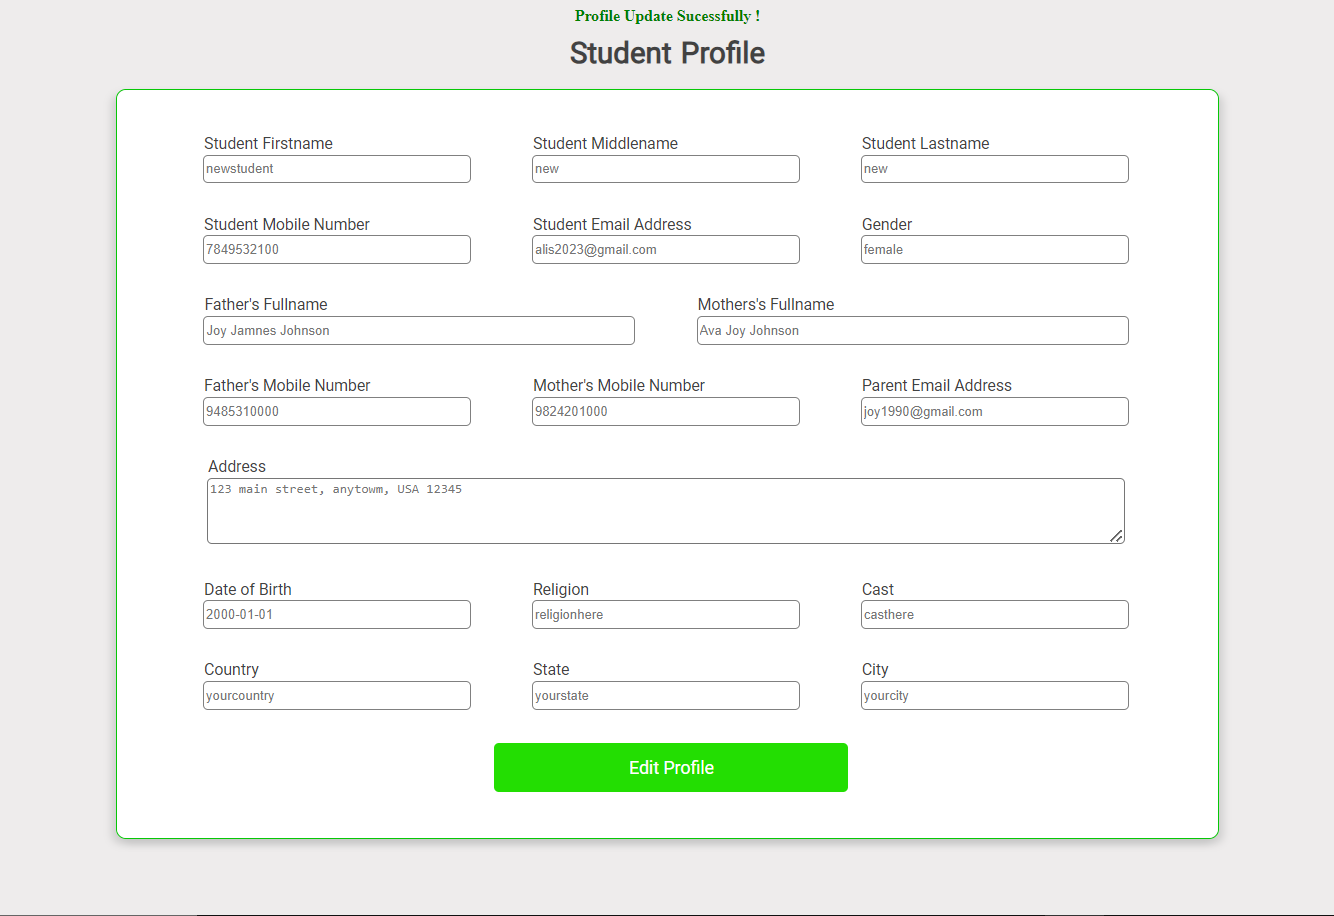 Profile Update Sucessfully !
Student Profile
Student Firstname Student Middlename Student Lastname
newstudent new new
Student Mobile Number Student Email Address Gender
7849532100 alis2023@gmail.com female
Father's Fullname Mothers's Fullname
Joy Jamnes Johnson Ava Joy Johnson
Father's Mobile Number Mother's Mobile Number Parent Email Address
9485310000 9824201000 joy1990@gmail.com
Address
123 main street, anytowm, USA 12345
Date of Birth Religion Cast
2000-01-01 religionhere casthere
Country State City
yourcountry yourstate yourcity
Edit Profile